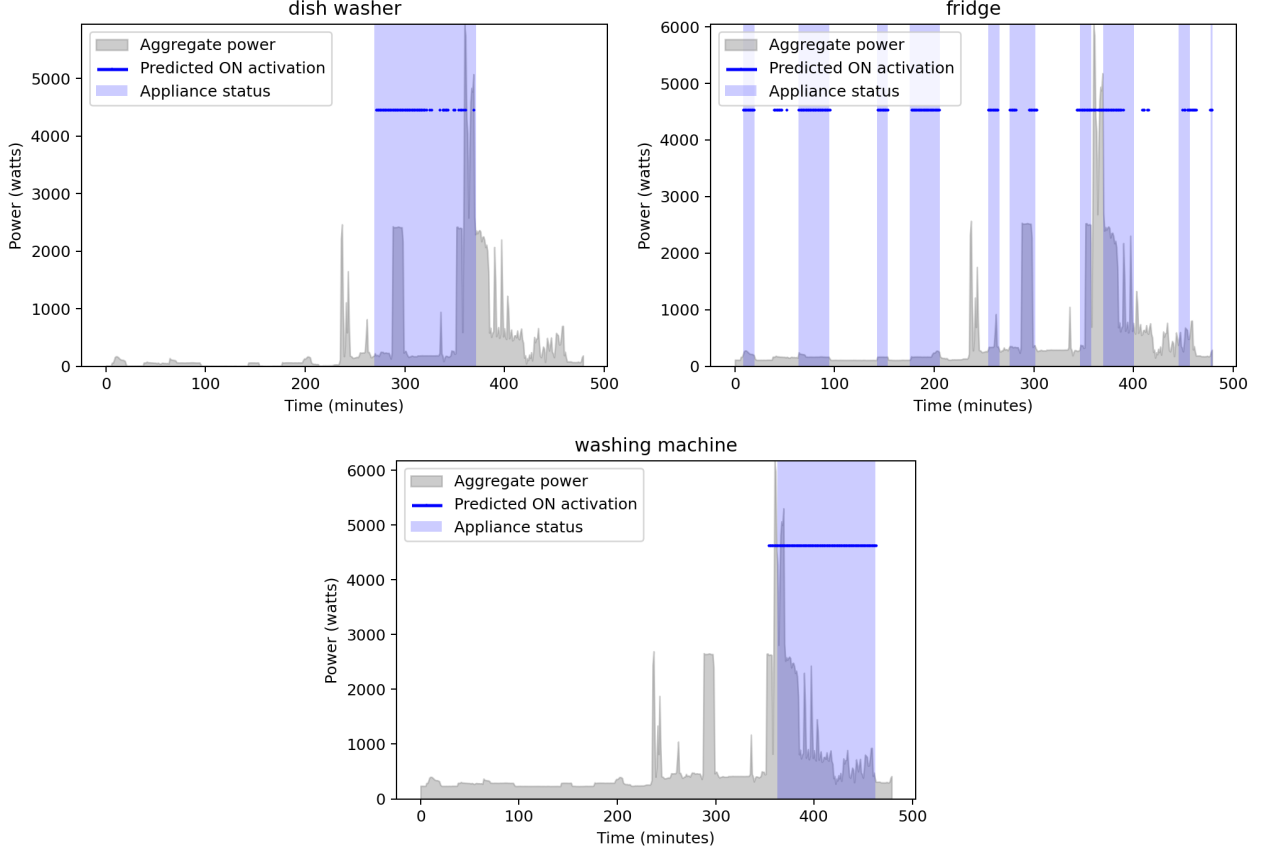 dish washer
Aggregate power
Predicted ON activation
Appliance status
Power (watts)
5000
4000
3000
2000
1000
0
0 100 200 300 400 500
Time (minutes)
fridge
Aggregate power
Predicted ON activation
Appliance status
Power (watts)
6000
5000
4000
3000
2000
1000
0
0 100 200 300 400 500
Time (minutes)
washing machine
Aggregate power
Predicted ON activation
Appliance status
Power (watts)
6000
5000
4000
3000
2000
1000
0
0 100 200 300 400 500
Time (minutes)